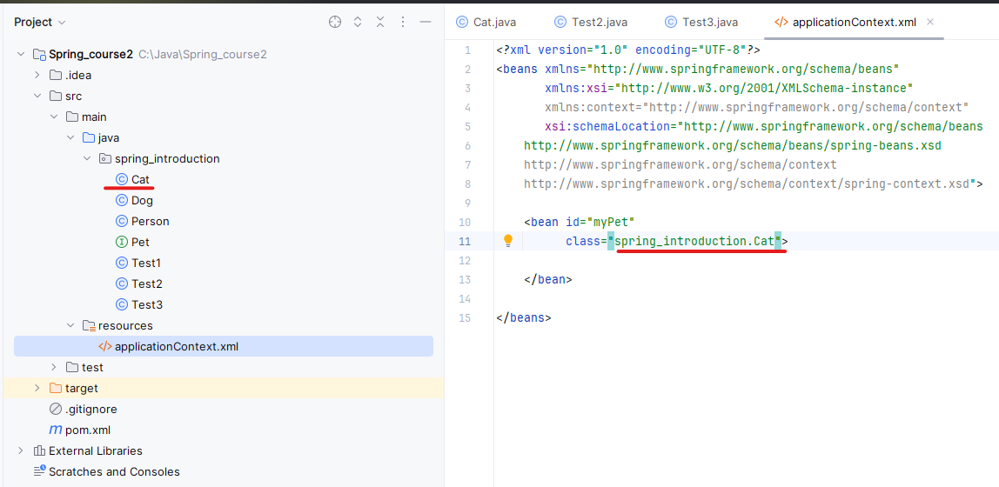 Project
Spring_course2 C:\Java\Spring_course2
.idea
src
main
java
spring_introduction
C Cat
C Dog
C Person
I Pet
C Test1
C Test2
C Test3
resources
</> applicationContext.xml
test
target
.gitignore
m pom.xml
External Libraries
Scratches and Consoles
C Cat.java C Test2.java C Test3.java </> applicationContext.xml
1 <?xml version="1.0" encoding="UTF-8"?>
2 <beans xmlns="http://www.springframework.org/schema/beans"
3 xmlns:xsi="http://www.w3.org/2001/XMLSchema-instance"
4 xmlns:context="http://www.springframework.org/schema/context"
5 xsi:schemaLocation="http://www.springframework.org/schema/beans
6 http://www.springframework.org/schema/beans/spring-beans.xsd
7 http://www.springframework.org/schema/context
8 http://www.springframework.org/schema/context/spring-context.xsd">
9
10 <bean id="myPet"
11 class="spring_introduction.Cat">
12
13 </bean>
14
15 </beans>